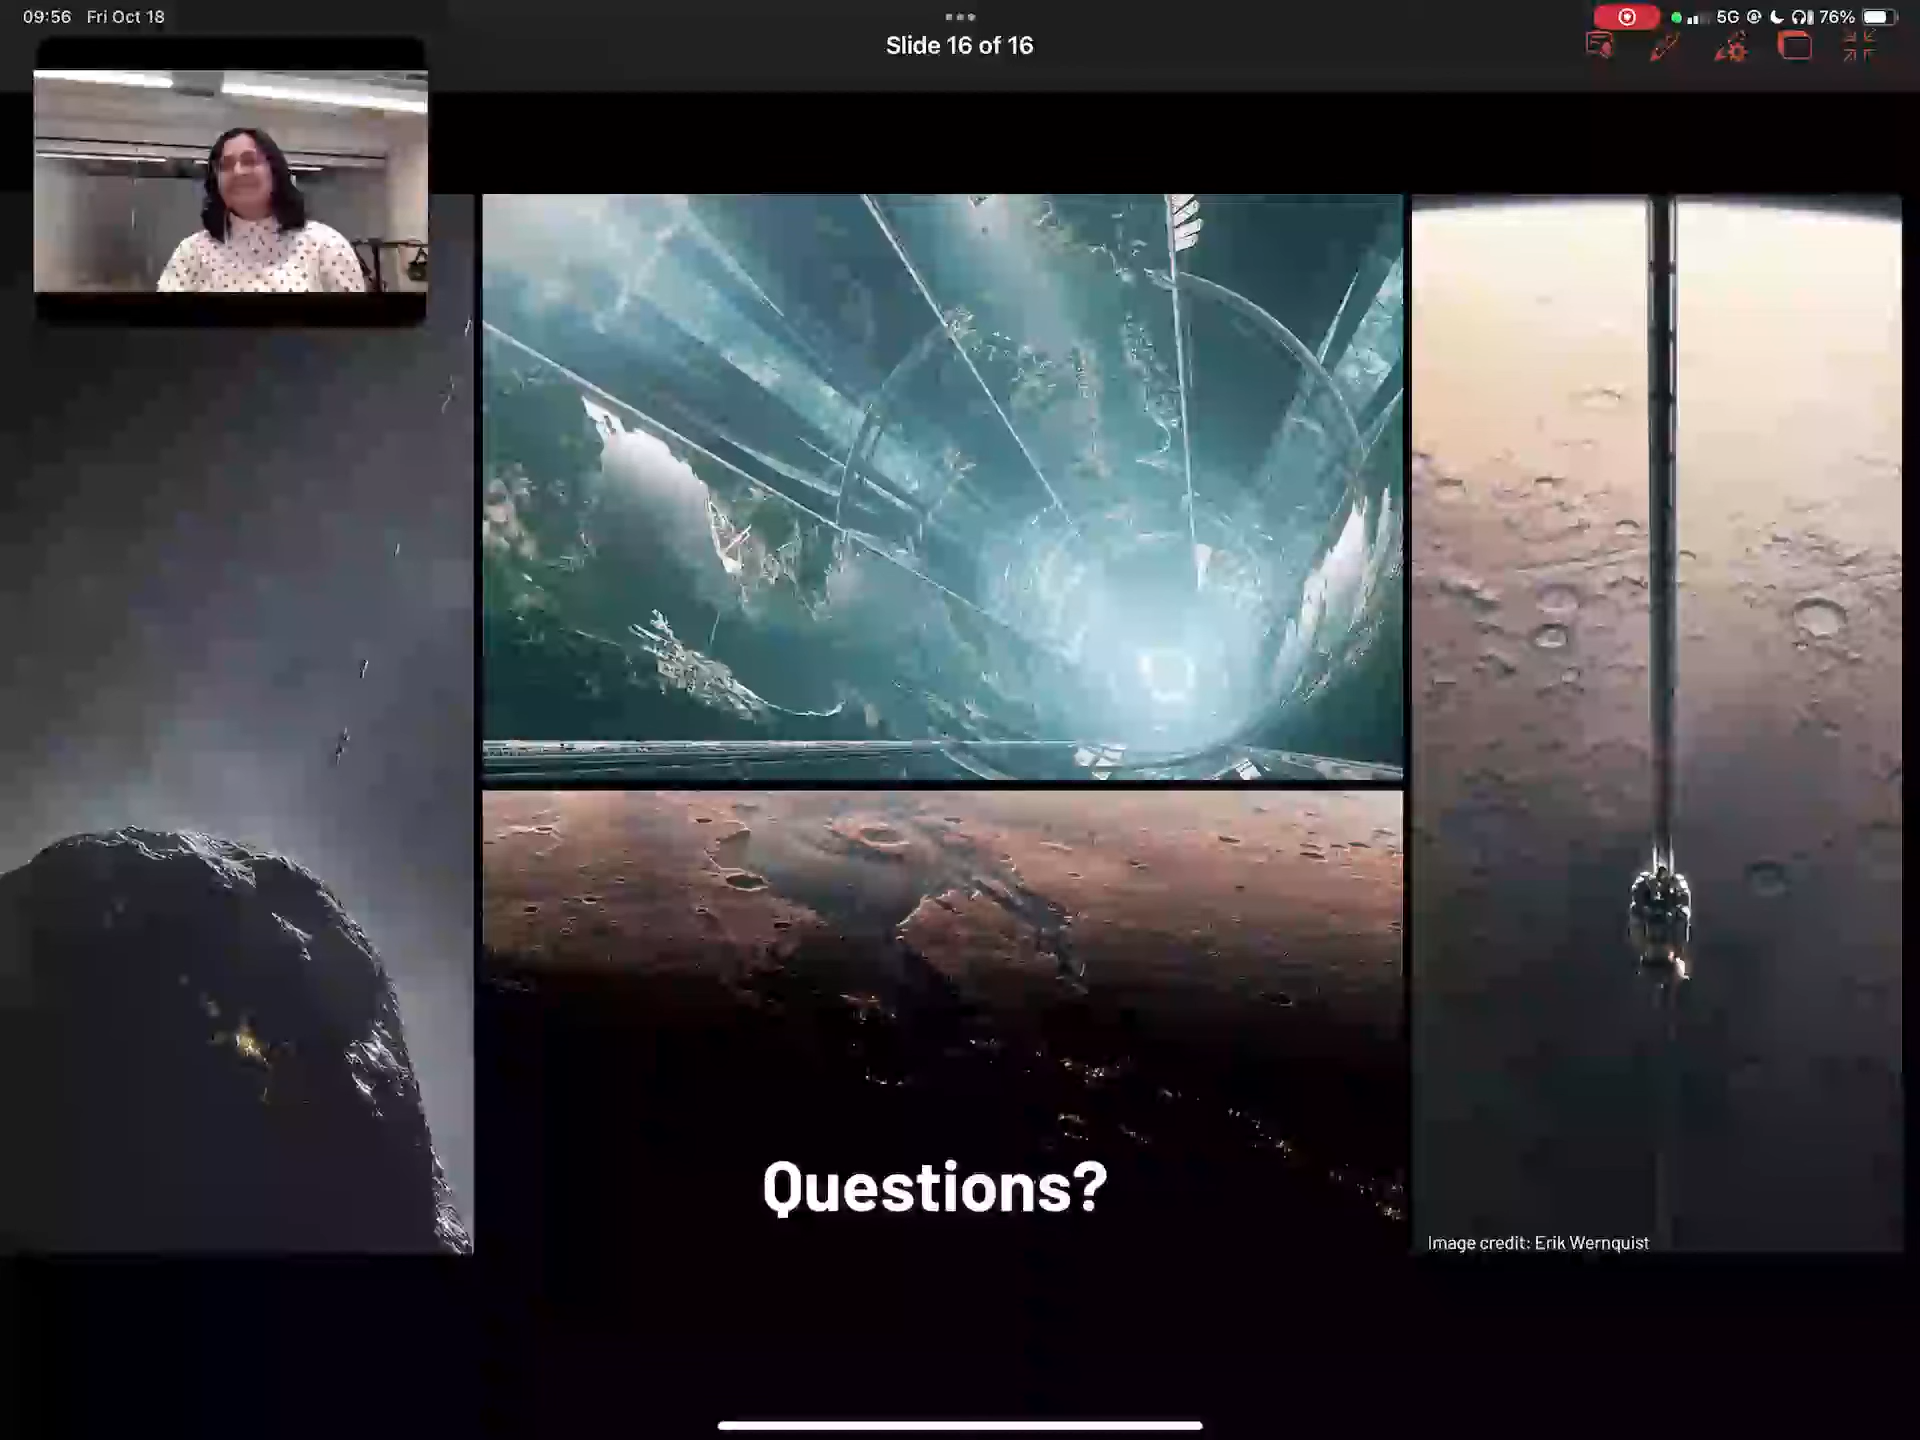 09:56 Fri Oct 18
5G 76%
Slide 16 of 16
Questions?
Image credit: Erik Wernquist